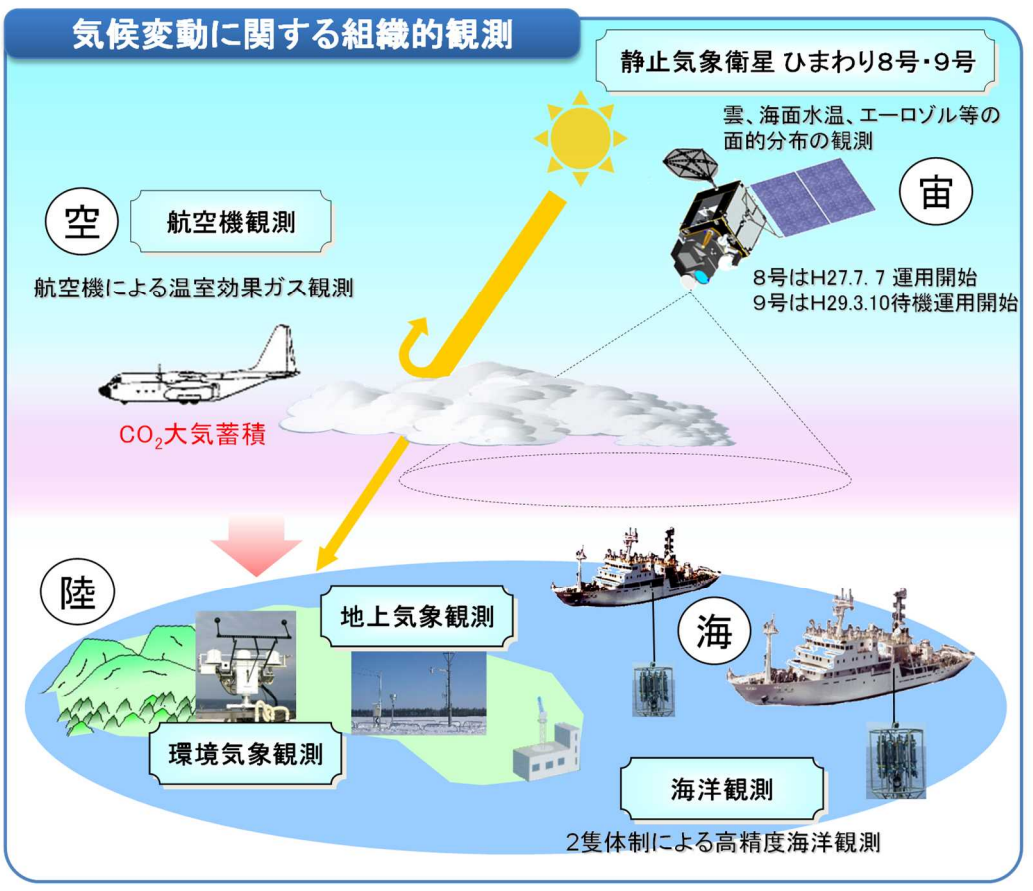 気候変動に関する組織的観測
静止気象衛星 ひまわり8号・9号
雲、海面水温、エーロゾル等の
面的分布の観測
宙
空
航空機観測
航空機による温室効果ガス観測
8号はH27.7. 7 運用開始
9号はH29.3.10待機運用開始
CO₂大気蓄積
陸
地上気象観測
海
環境気象観測
海洋観測
2隻体制による高精度海洋観測